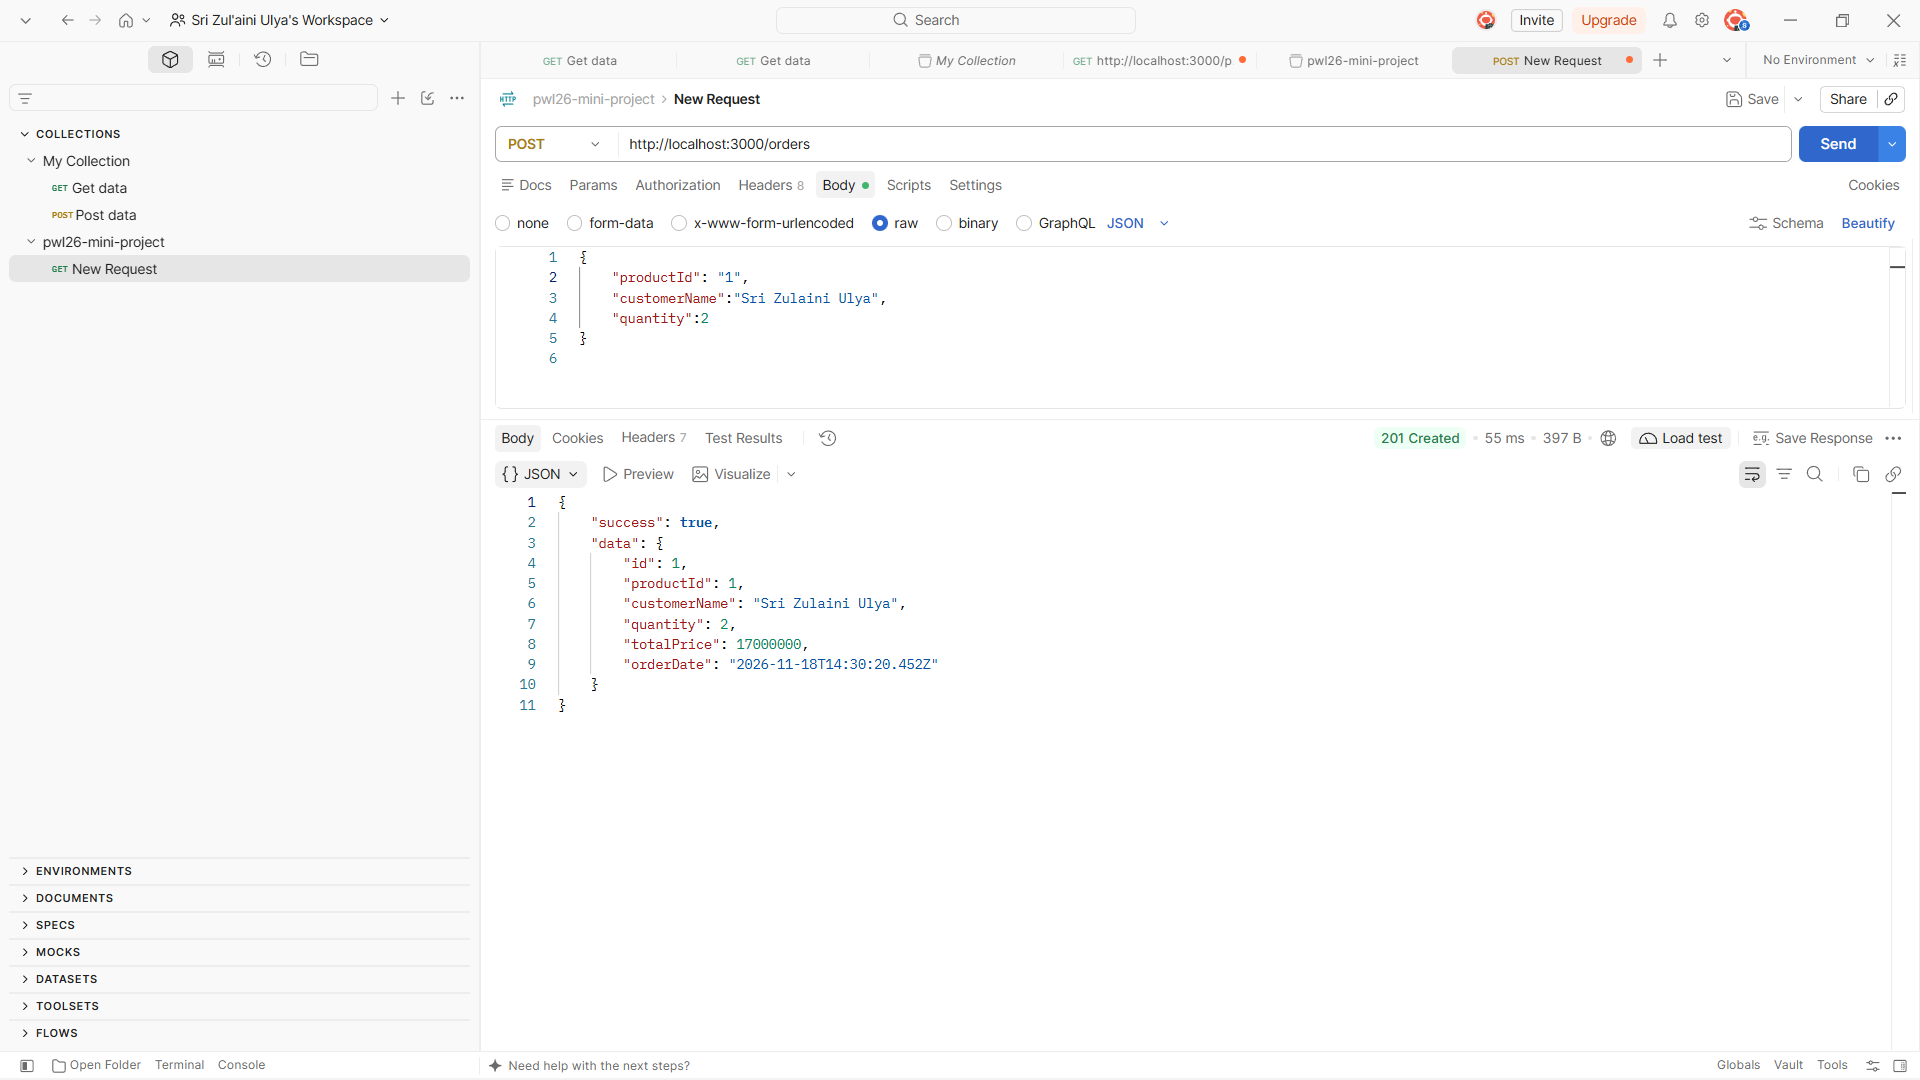 Sri Zul'aini Ulya's Workspace
Search
Invite
Upgrade
8
GET Get data
GET Get data
My Collection
GET http://localhost:3000/p
pwl26-mini-project
POST New Request
No Environment
COLLECTIONS
My Collection
GET Get data
POST Post data
pwl26-mini-project
GET New Request
ENVIRONMENTS
DOCUMENTS
SPECS
MOCKS
DATASETS
TOOLSETS
FLOWS
HTTP pwl26-mini-project > New Request
Save
Share
POST
http://localhost:3000/orders
Send
Docs
Params
Authorization
Headers 8
Body
Scripts
Settings
Cookies
none
form-data
x-www-form-urlencoded
raw
binary
GraphQL
JSON
Schema
Beautify
1 {
2 "productId": "1",
3 "customerName":"Sri Zulaini Ulya",
4 "quantity":2
5 }
6
Body
Cookies
Headers 7
Test Results
201 Created
55 ms
397 B
Load test
e.g. Save Response
{} JSON
Preview
Visualize
1 {
2 "success": true,
3 "data": {
4 "id": 1,
5 "productId": 1,
6 "customerName": "Sri Zulaini Ulya",
7 "quantity": 2,
8 "totalPrice": 17000000,
9 "orderDate": "2026-11-18T14:30:20.452Z"
10 }
11 }
Open Folder
Terminal
Console
Need help with the next steps?
Globals
Vault
Tools